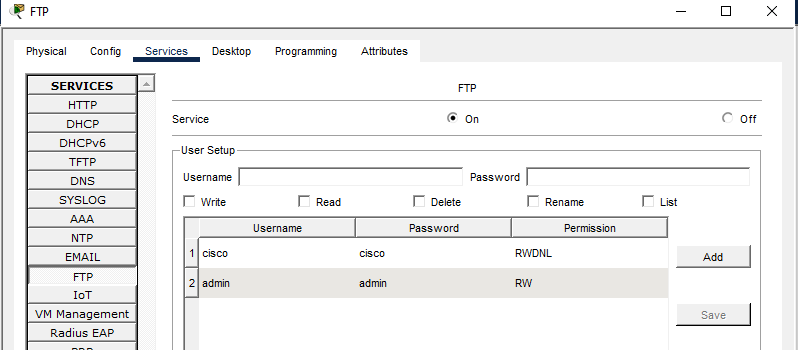 FTP
Physical Config Services Desktop Programming Attributes
SERVICES
HTTP
DHCP
DHCPv6
TFTP
DNS
SYSLOG
AAA
NTP
EMAIL
FTP
IoT
VM Management
Radius EAP
FTP
Service On Off
User Setup
Username Password
Write Read Delete Rename List
Username Password Permission
1 cisco cisco RWDNL
2 admin admin RW
Add
Save